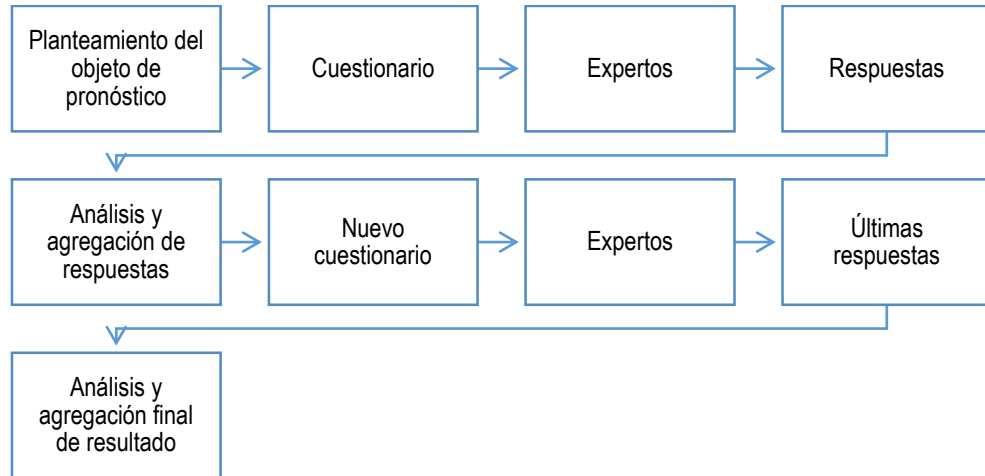 Planteamiento del
objeto de
pronóstico
Cuestionario
Expertos
Respuestas
Análisis y
agregación de
respuestas
Nuevo
cuestionario
Expertos
Últimas
respuestas
Análisis y
agregación final
de resultado